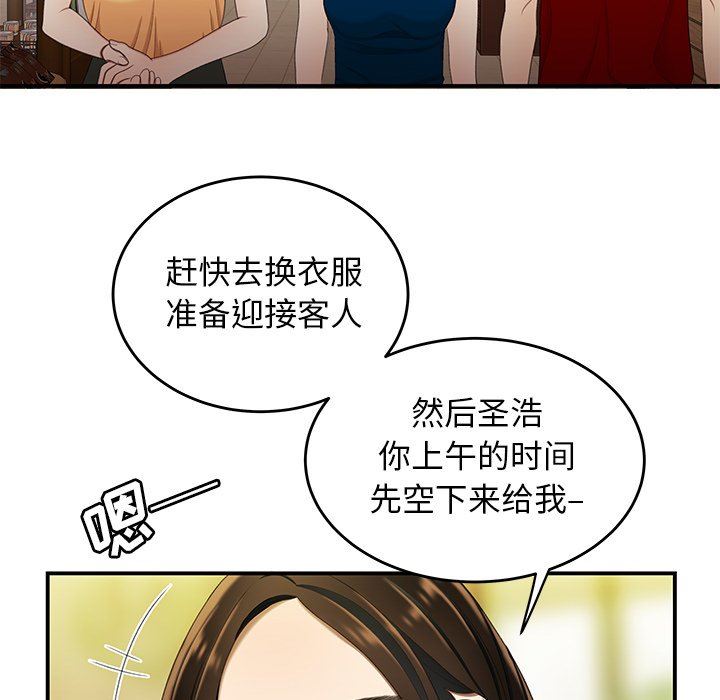 赶快去换衣服
准备迎接客人
然后圣浩
你上午的时间
先空下来给我–
嗯一